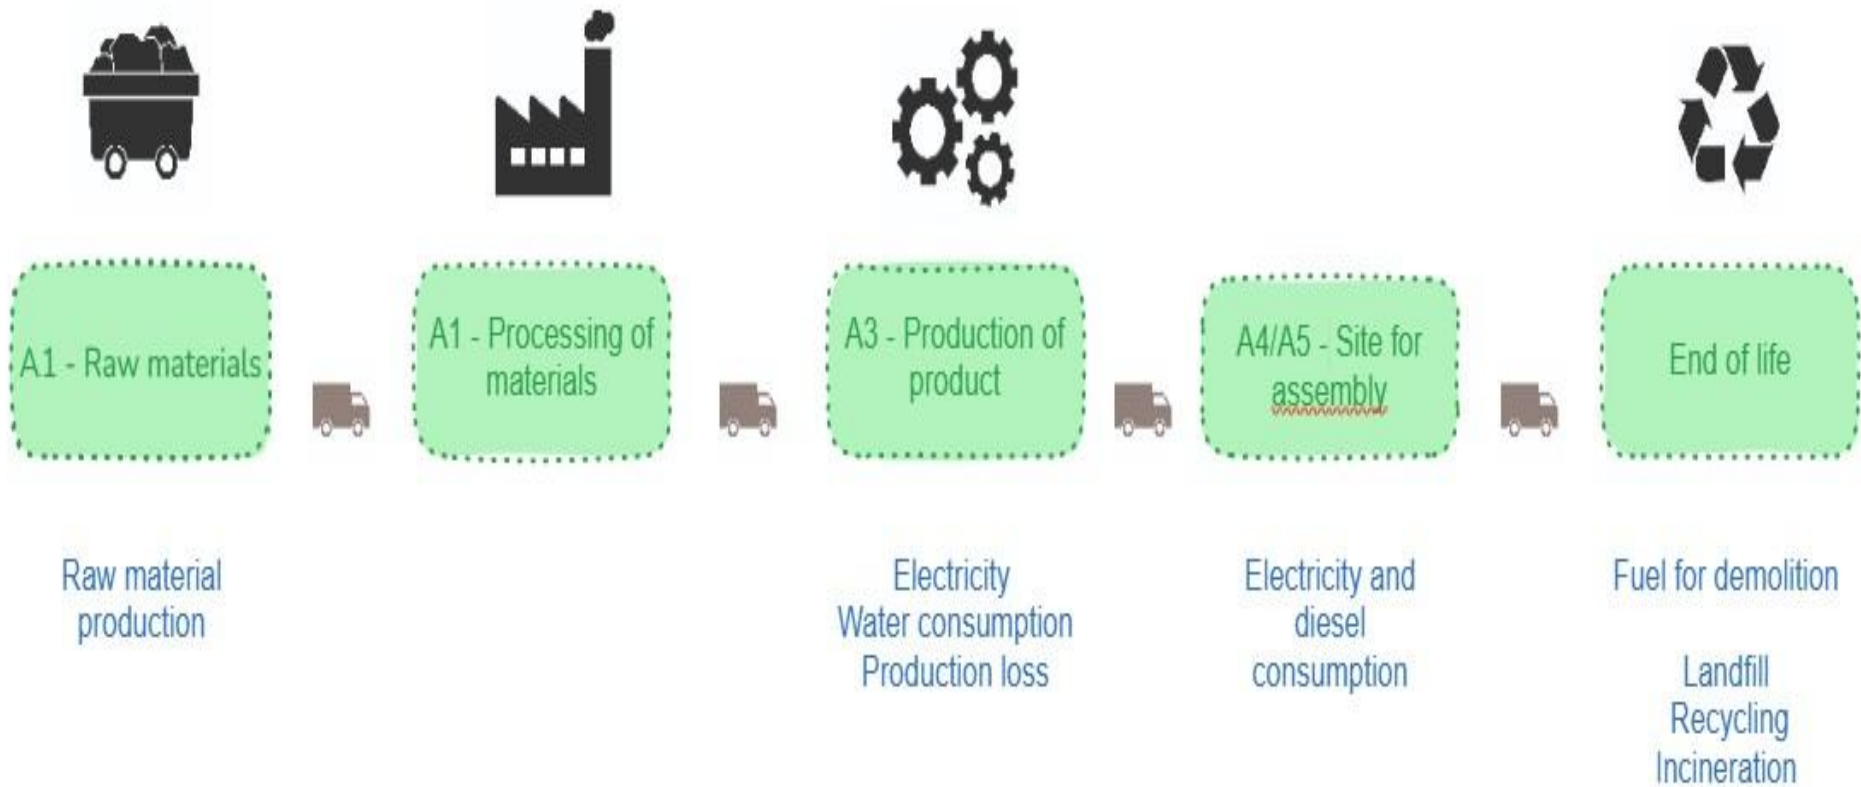 A1 - Raw materials
A1 - Processing of
materials
A3 - Production of
product
A4/A5 - Site for
assembly
End of life
Raw material
production
Electricity
Water consumption
Production loss
Electricity and
diesel
consumption
Fuel for demolition
Landfill
Recycling
Incineration